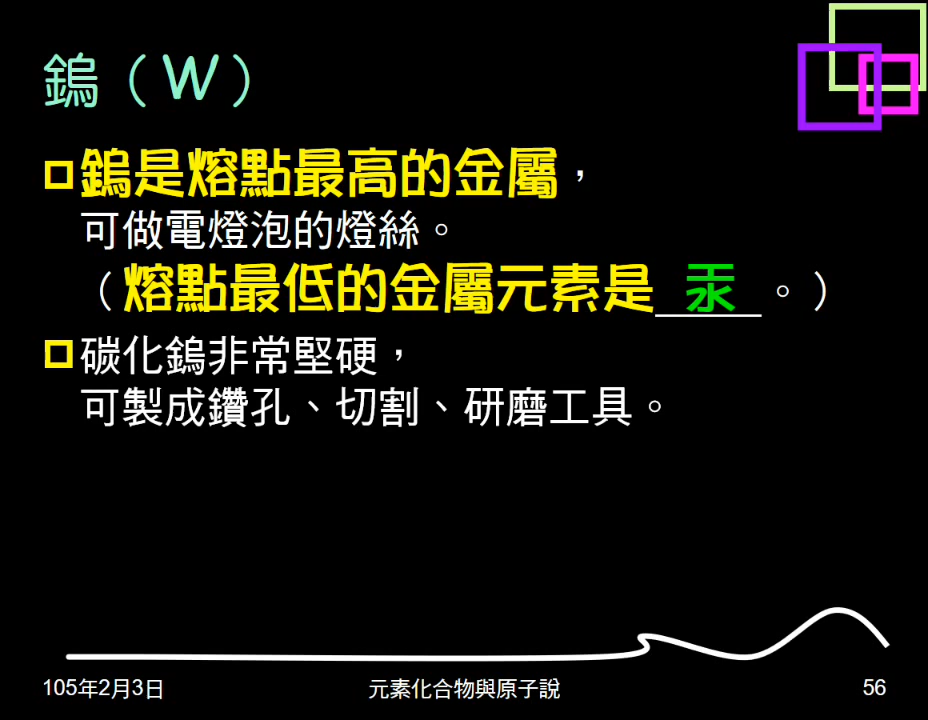 鎢（W）
鎢是熔點最高的金屬，
可做電燈泡的燈絲。
（熔點最低的金屬元素是 汞 。）
碳化鎢非常堅硬，
可製成鑽孔、切割、研磨工具。
105年2月3日
元素化合物與原子說
56